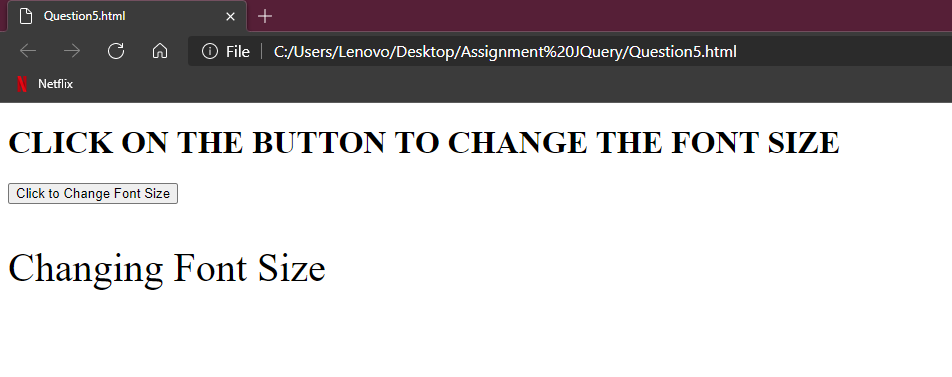 Question5.html
File
C:/Users/Lenovo/Desktop/Assignment%20JQuery/Question5.html
Netflix
CLICK ON THE BUTTON TO CHANGE THE FONT SIZE
Click to Change Font Size
Changing Font Size